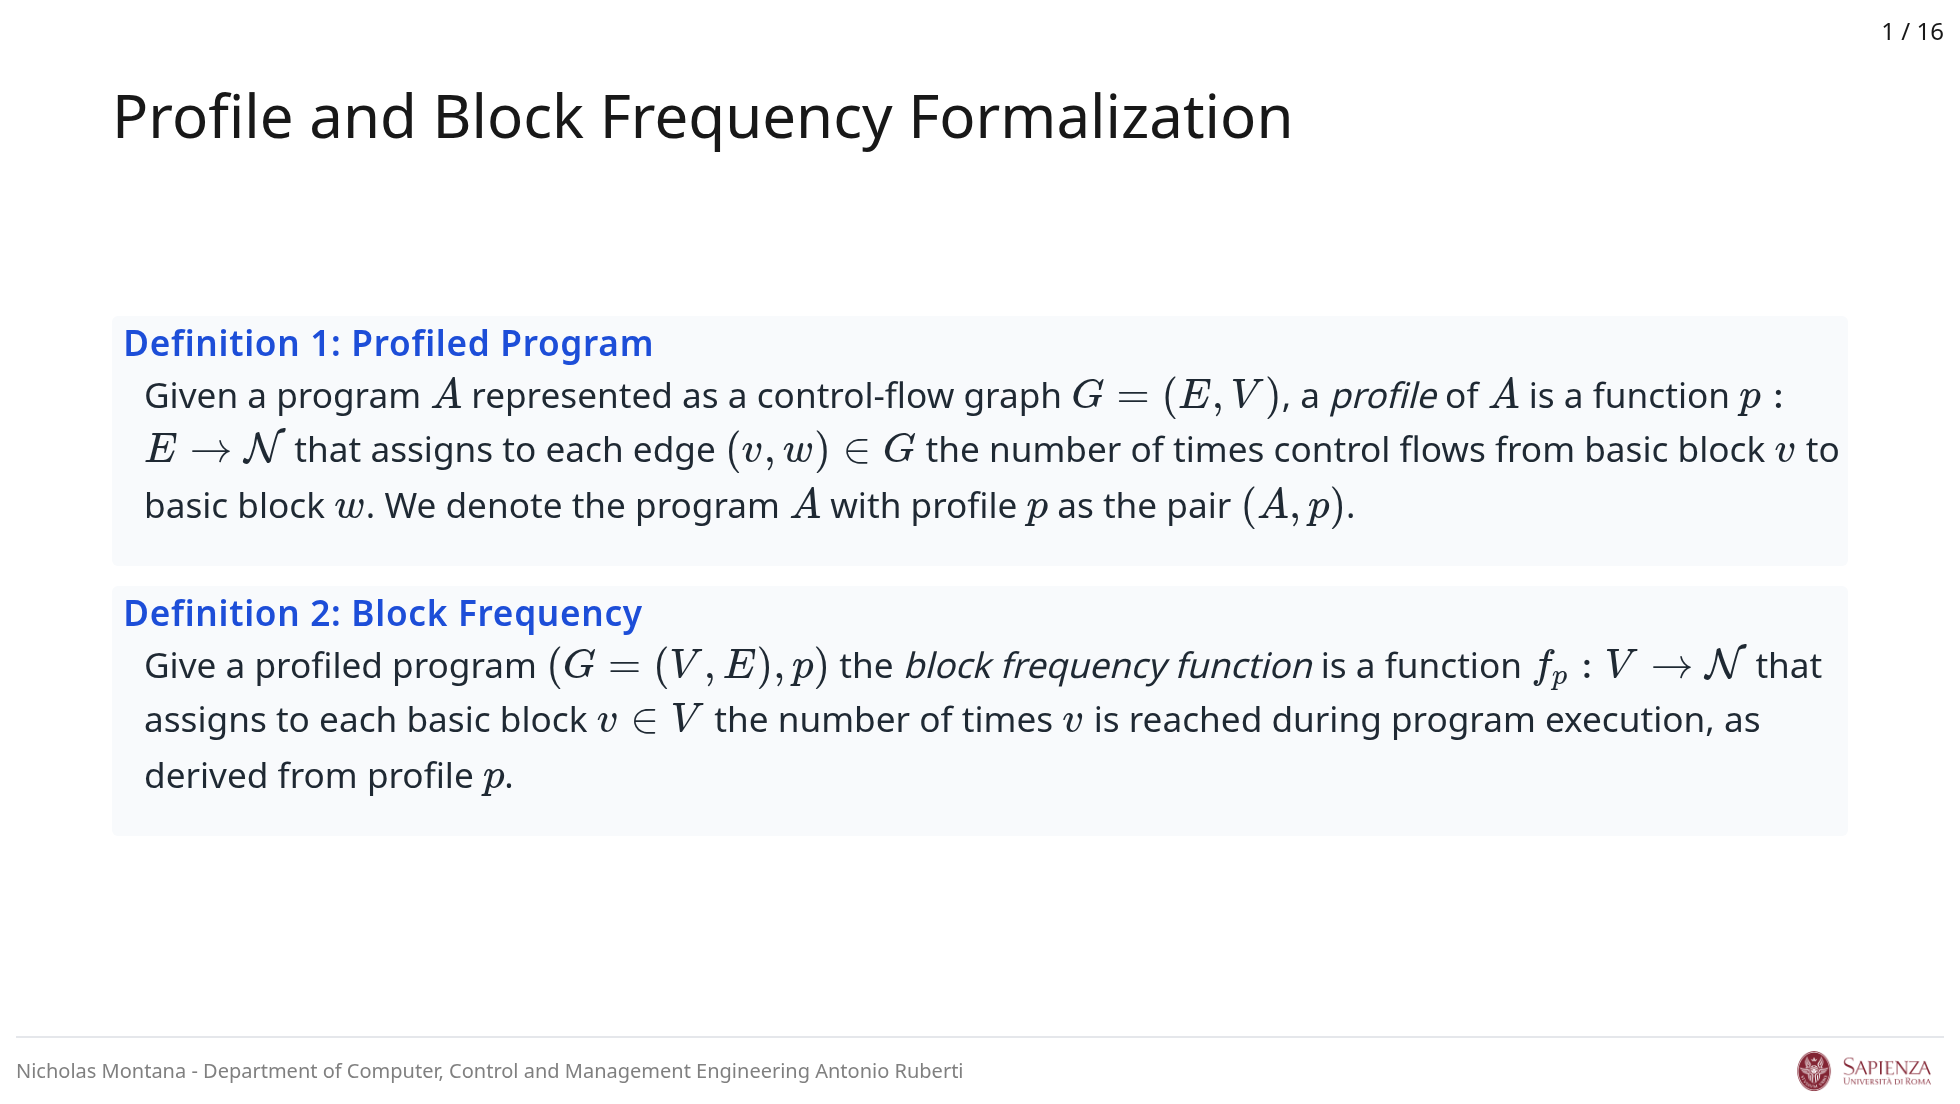 1 / 16
Profile and Block Frequency Formalization
Definition 1: Profiled Program
Given a program A represented as a control-flow graph G = (E, V), a profile of A is a function p :
E → 𝒩 that assigns to each edge (v, w) ∈ G the number of times control flows from basic block v to
basic block w. We denote the program A with profile p as the pair (A, p).
Definition 2: Block Frequency
Give a profiled program (G = (V, E), p) the block frequency function is a function fₚ : V → 𝒩 that
assigns to each basic block v ∈ V the number of times v is reached during program execution, as
derived from profile p.
Nicholas Montana - Department of Computer, Control and Management Engineering Antonio Ruberti
SAPIENZA
UNIVERSITÀ DI ROMA